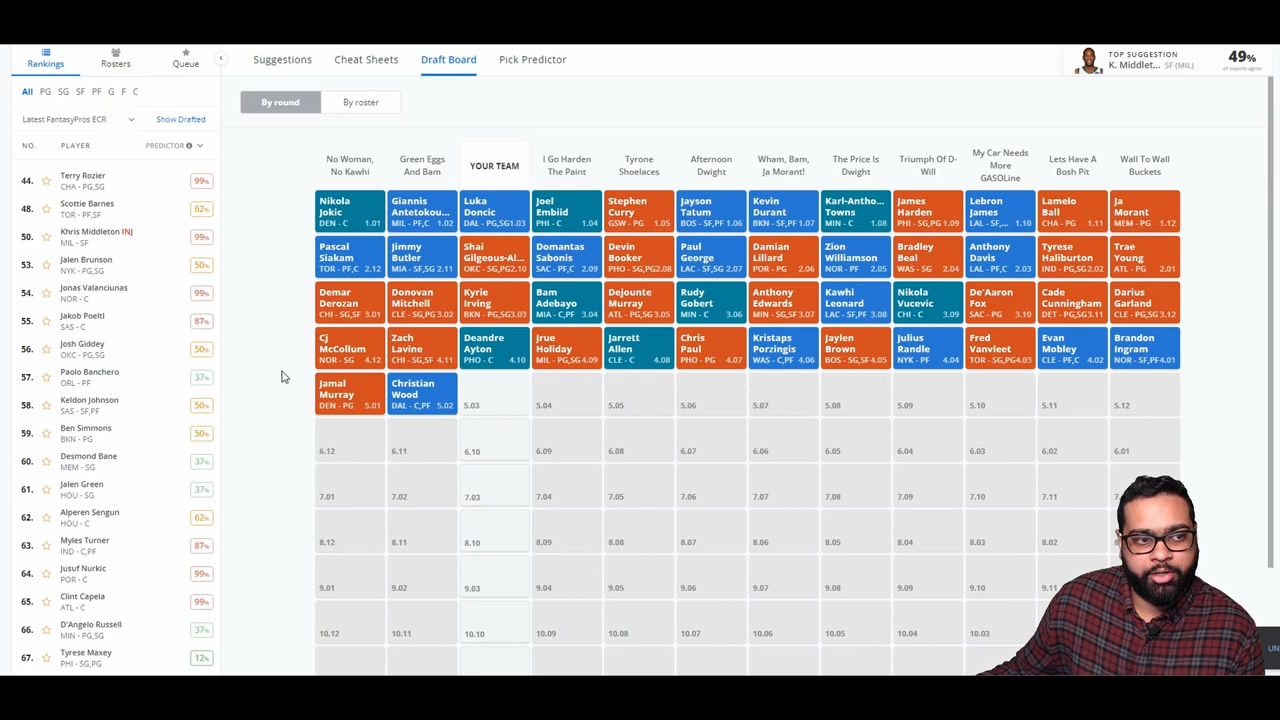 Rankings
Rosters
Queue
Suggestions
Cheat Sheets
Draft Board
Pick Predictor
TOP SUGGESTION
K. Middlet... SF (MIL)
49%
of experts agree
All PG SG SF PF G F C
By round
By roster
Latest FantasyPros ECR
Show Drafted
NO. PLAYER PREDICTOR
44. Terry Rozier 99%
CHA - PG,SG
48. Scottie Barnes 62%
TOR - PF,SF
50. Khris Middleton INJ 99%
MIL - SF
53. Jalen Brunson 50%
NYK - PG,SG
54. Jonas Valanciunas 99%
NOR - C
55. Jakob Poeltl 87%
SAS - C
56. Josh Giddey 50%
OKC - PG,SG
57. Paolo Banchero 37%
ORL - PF
58. Keldon Johnson 50%
SAS - SF,PF
59. Ben Simmons 50%
BKN - PG
60. Desmond Bane 37%
MEM - SG
61. Jalen Green 37%
HOU - SG
62. Alperen Sengun 62%
HOU - C
63. Myles Turner 87%
IND - C,PF
64. Jusuf Nurkic 99%
POR - C
65. Clint Capela 99%
ATL - C
66. D'Angelo Russell 37%
MIN - PG,SG
67. Tyrese Maxey 12%
PHI - SG,PG
No Woman, No Kawhi
Green Eggs And Bam
YOUR TEAM
I Go Harden The Paint
Tyrone Shoelaces
Afternoon Dwight
Wham, Bam, Ja Morant!
The Price Is Dwight
Triumph Of D-Will
My Car Needs More GASOLine
Lets Have A Bosh Pit
Wall To Wall Buckets
Nikola Jokic DEN - C 1.01
Giannis Antetokou... MIL - PF,C 1.02
Luka Doncic DAL - PG,SG1.03
Joel Embiid PHI - C 1.04
Stephen Curry GSW - PG 1.05
Jayson Tatum BOS - SF,PF 1.06
Kevin Durant BKN - SF,PF 1.07
Karl-Antho... Towns MIN - C 1.08
James Harden PHI - SG,PG 1.09
Lebron James LAL - SF,... 1.10
Lamelo Ball CHA - PG 1.11
Ja Morant MEM - PG 1.12
Pascal Siakam TOR - PF,C 2.12
Jimmy Butler MIA - SF,SG 2.11
Shai Gilgeous-Al... OKC - SG,PG2.10
Domantas Sabonis SAC - PF,C 2.09
Devin Booker PHO - SG,PG2.08
Paul George LAC - SF,SG 2.07
Damian Lillard POR - PG 2.06
Zion Williamson NOR - PF 2.05
Bradley Beal WAS - SG 2.04
Anthony Davis LAL - PF,C 2.03
Tyrese Haliburton IND - PG,SG 2.02
Trae Young ATL - PG 2.01
Demar Derozan CHI - SG,SF 3.01
Donovan Mitchell CLE - SG,PG 3.02
Kyrie Irving BKN - PG,SG3.03
Bam Adebayo MIA - C,PF 3.04
Dejounte Murray ATL - PG,SG3.05
Rudy Gobert MIN - C 3.06
Anthony Edwards MIN - SG,SF 3.07
Kawhi Leonard LAC - SF,PF 3.08
Nikola Vucevic CHI - C 3.09
De'Aaron Fox SAC - PG 3.10
Cade Cunningham DET - PG,SG3.11
Darius Garland CLE - PG,SG 3.12
Cj McCollum NOR - SG 4.12
Zach Lavine CHI - SG,SF 4.11
Deandre Ayton PHO - C 4.10
Jrue Holiday MIL - PG,SG4.09
Jarrett Allen CLE - C 4.08
Chris Paul PHO - PG 4.07
Kristaps Porzingis WAS - C,PF 4.06
Jaylen Brown BOS - SG,SF4.05
Julius Randle NYK - PF 4.04
Fred Vanvleet TOR - SG,PG4.03
Evan Mobley CLE - PF,C 4.02
Brandon Ingram NOR - SF,PF4.01
Jamal Murray DEN - PG 5.01
Christian Wood DAL - C,PF 5.02
5.03 5.04 5.05 5.06 5.07 5.08 5.09 5.10 5.11 5.12
6.12 6.11 6.10 6.09 6.08 6.07 6.06 6.05 6.04 6.03 6.02 6.01
7.01 7.02 7.03 7.04 7.05 7.06 7.07 7.08 7.09 7.10 7.11
8.12 8.11 8.10 8.09 8.08 8.07 8.06 8.05 8.04 8.03 8.02
9.01 9.02 9.03 9.04 9.05 9.06 9.07 9.08 9.09 9.10 9.11
10.12 10.11 10.10 10.09 10.08 10.07 10.06 10.05 10.04 10.03
UN